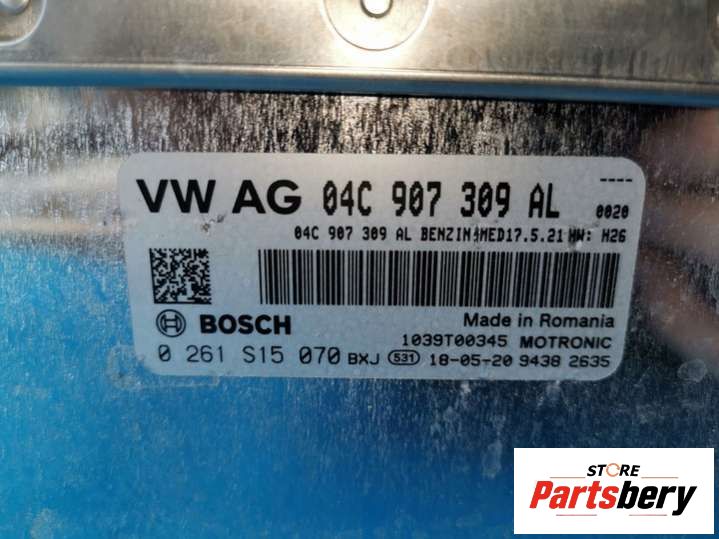 VW AG 04C 907 309 AL ---- 0020
04C 907 309 AL BENZIN MED17.5.21 HW: H26
BOSCH
Made in Romania
1039T00345 MOTRONIC
0 261 S15 070 BXJ 531 18-05-20 9438 2635
STORE
Partsbery